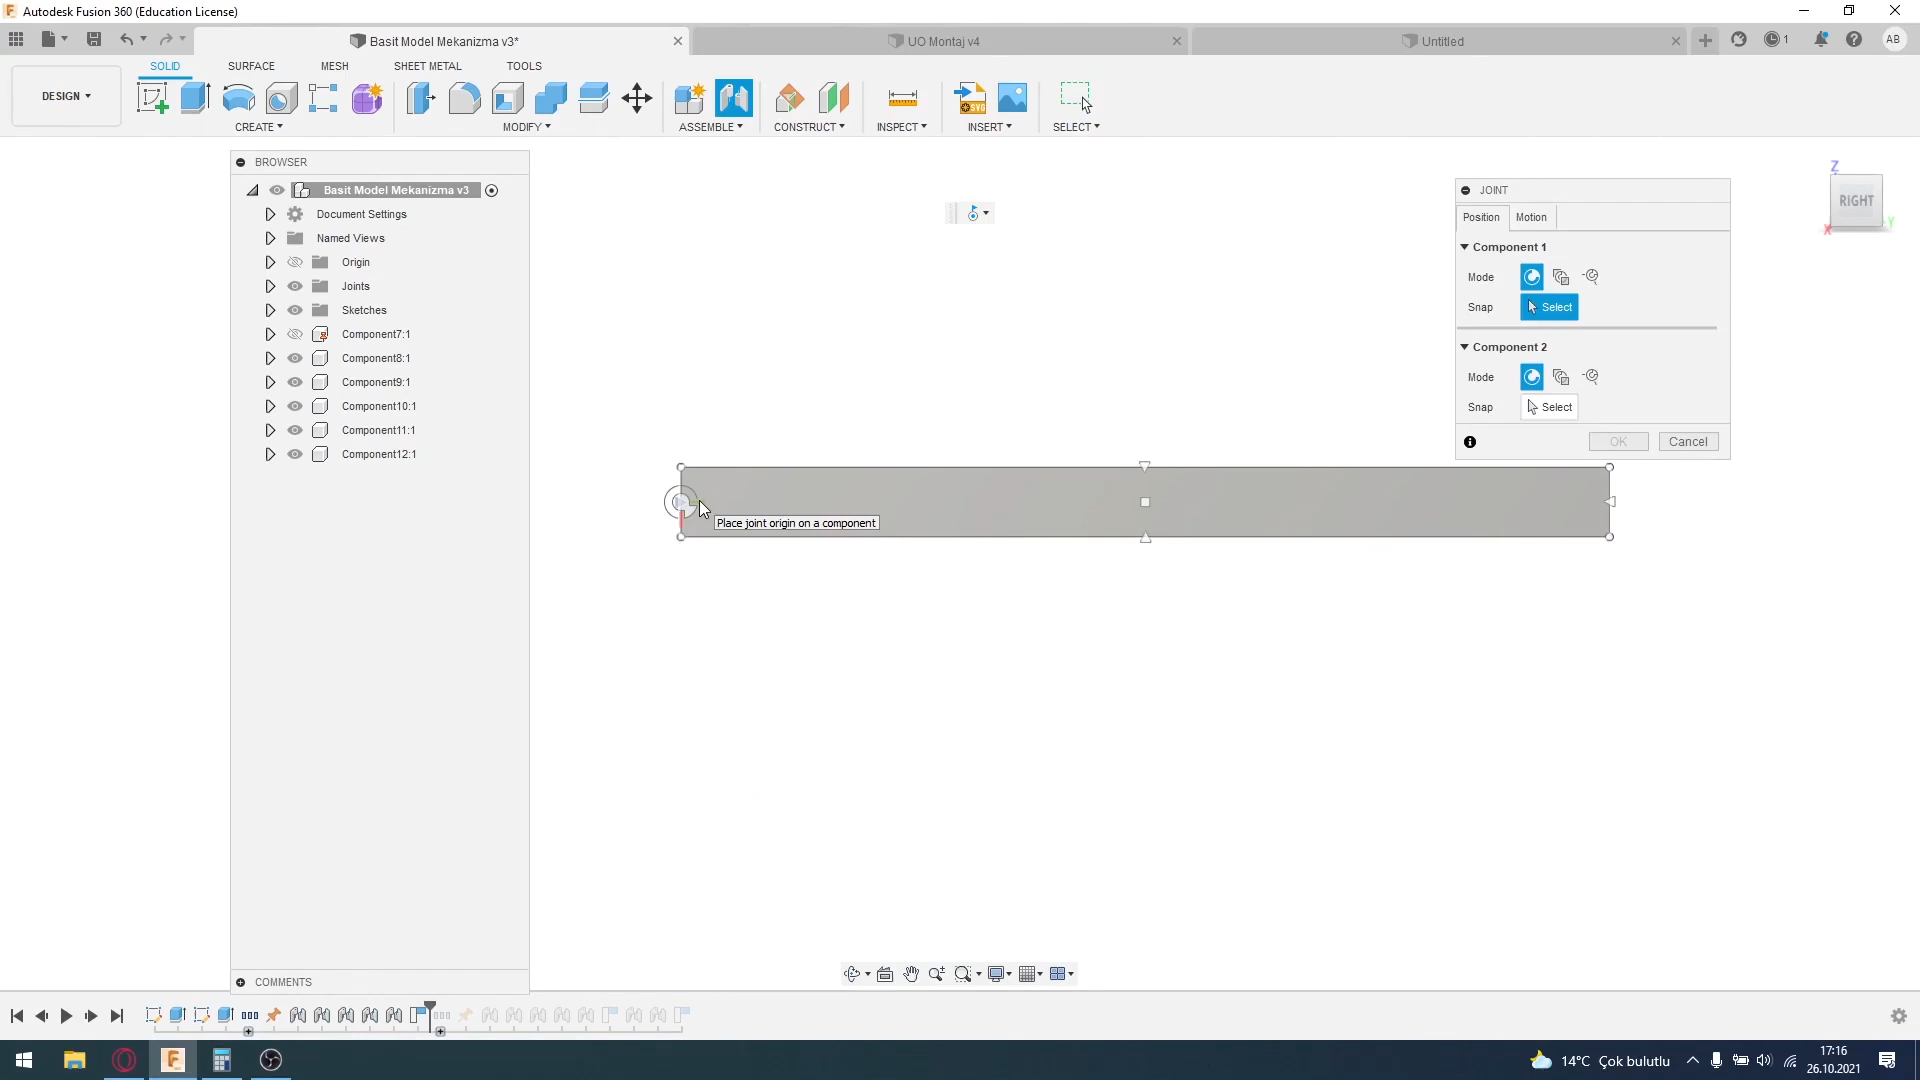 Autodesk Fusion 360 (Education License)
Basit Model Mekanizma v3*
UO Montaj v4
Untitled
1
AB
DESIGN
SOLID
SURFACE
MESH
SHEET METAL
TOOLS
CREATE
MODIFY
ASSEMBLE
CONSTRUCT
INSPECT
INSERT
SELECT
SVG
BROWSER
Basit Model Mekanizma v3
Document Settings
Named Views
Origin
Joints
Sketches
Component7:1
Component8:1
Component9:1
Component10:1
Component11:1
Component12:1
JOINT
Position
Motion
Component 1
Mode
Snap
Select
Component 2
Mode
Snap
Select
OK
Cancel
Z
RIGHT
X
Y
Place joint origin on a component
COMMENTS
14°C Çok bulutlu
17:16
26.10.2021